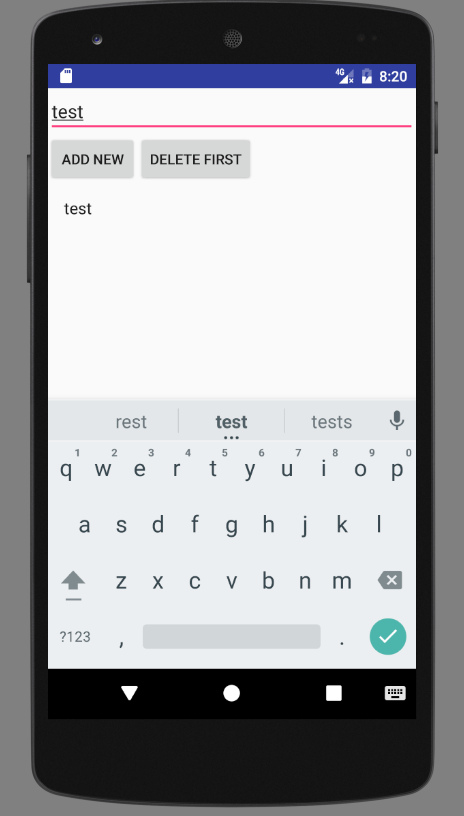 4G 8:20
test
ADD NEW DELETE FIRST
test
rest test tests
1 2 3 4 5 6 7 8 9 0
q w e r t y u i o p
a s d f g h j k l
z x c v b n m
?123 , .